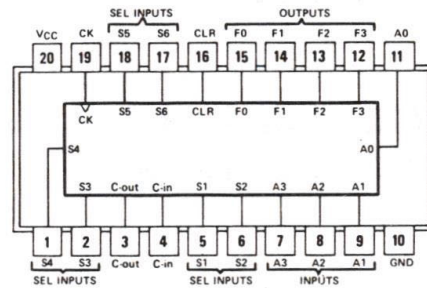 SEL INPUTS OUTPUTS
VCC CK S5 S6 CLR F0 F1 F2 F3 A0
20 19 18 17 16 15 14 13 12 11
CK S5 S6 CLR F0 F1 F2 F3
S4 A0
S3 C-out C-in S1 S2 A3 A2 A1
1 2 3 4 5 6 7 8 9 10
S4 S3 C-out C-in S1 S2 A3 A2 A1 GND
SEL INPUTS SEL INPUTS INPUTS